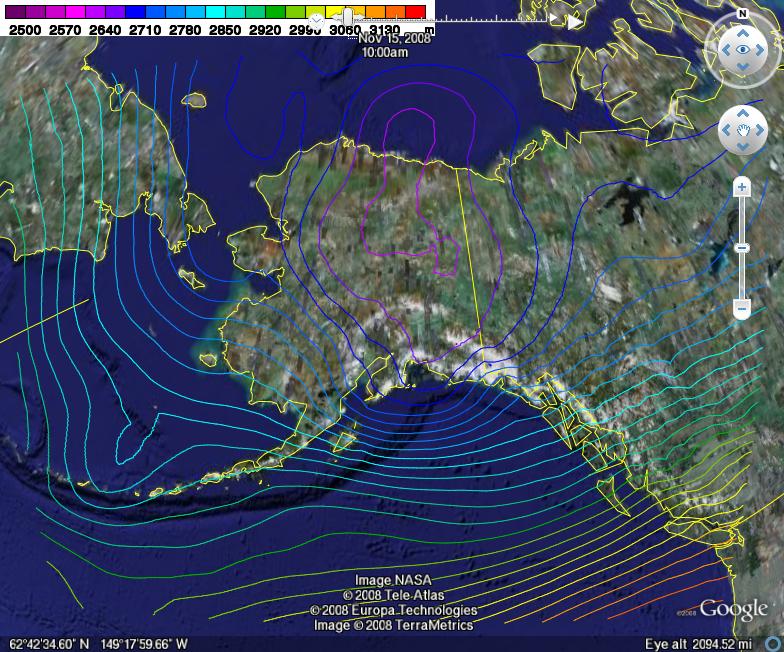 2500 2570 2640 2710 2780 2850 2920 2990 3060 3130 m
Nov 15, 2008
10:00am
N
Image NASA
© 2008 Tele Atlas
© 2008 Europa Technologies
Image © 2008 TerraMetrics
©2008 Google
62°42'34.60" N 149°17'59.66" W
Eye alt 2094.52 mi